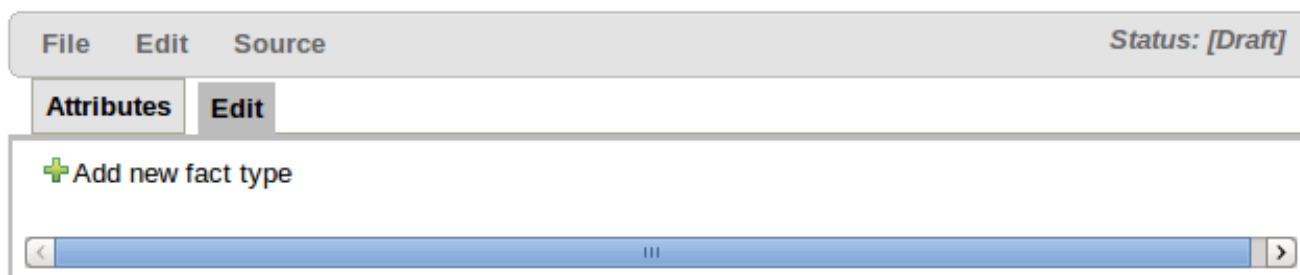 File Edit Source Status: [Draft]
Attributes Edit
Add new fact type